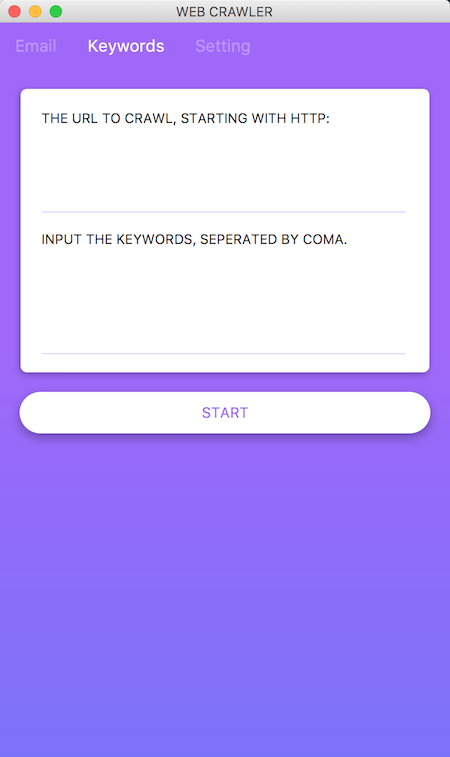 WEB CRAWLER
Email Keywords Setting
THE URL TO CRAWL, STARTING WITH HTTP:
INPUT THE KEYWORDS, SEPERATED BY COMA.
START